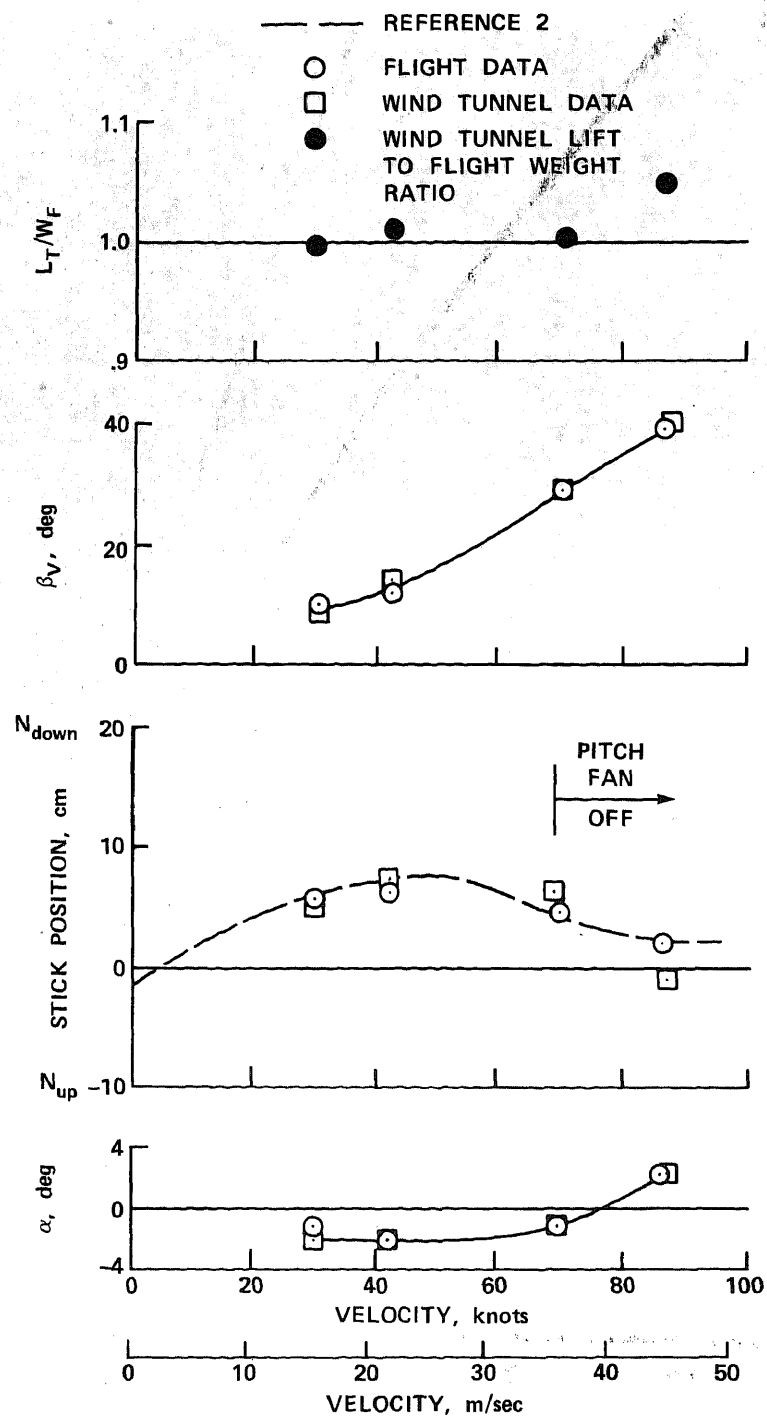 REFERENCE 2
FLIGHT DATA
WIND TUNNEL DATA
WIND TUNNEL LIFT
TO FLIGHT WEIGHT
RATIO
1.1
1.0
.9
L_T/W_F
40
20
0
β_V, deg
N_down 20
10
0
N_up -10
STICK POSITION, cm
PITCH
FAN
OFF
4
0
-4
α, deg
0 20 40 60 80 100
VELOCITY, knots
0 10 20 30 40 50
VELOCITY, m/sec